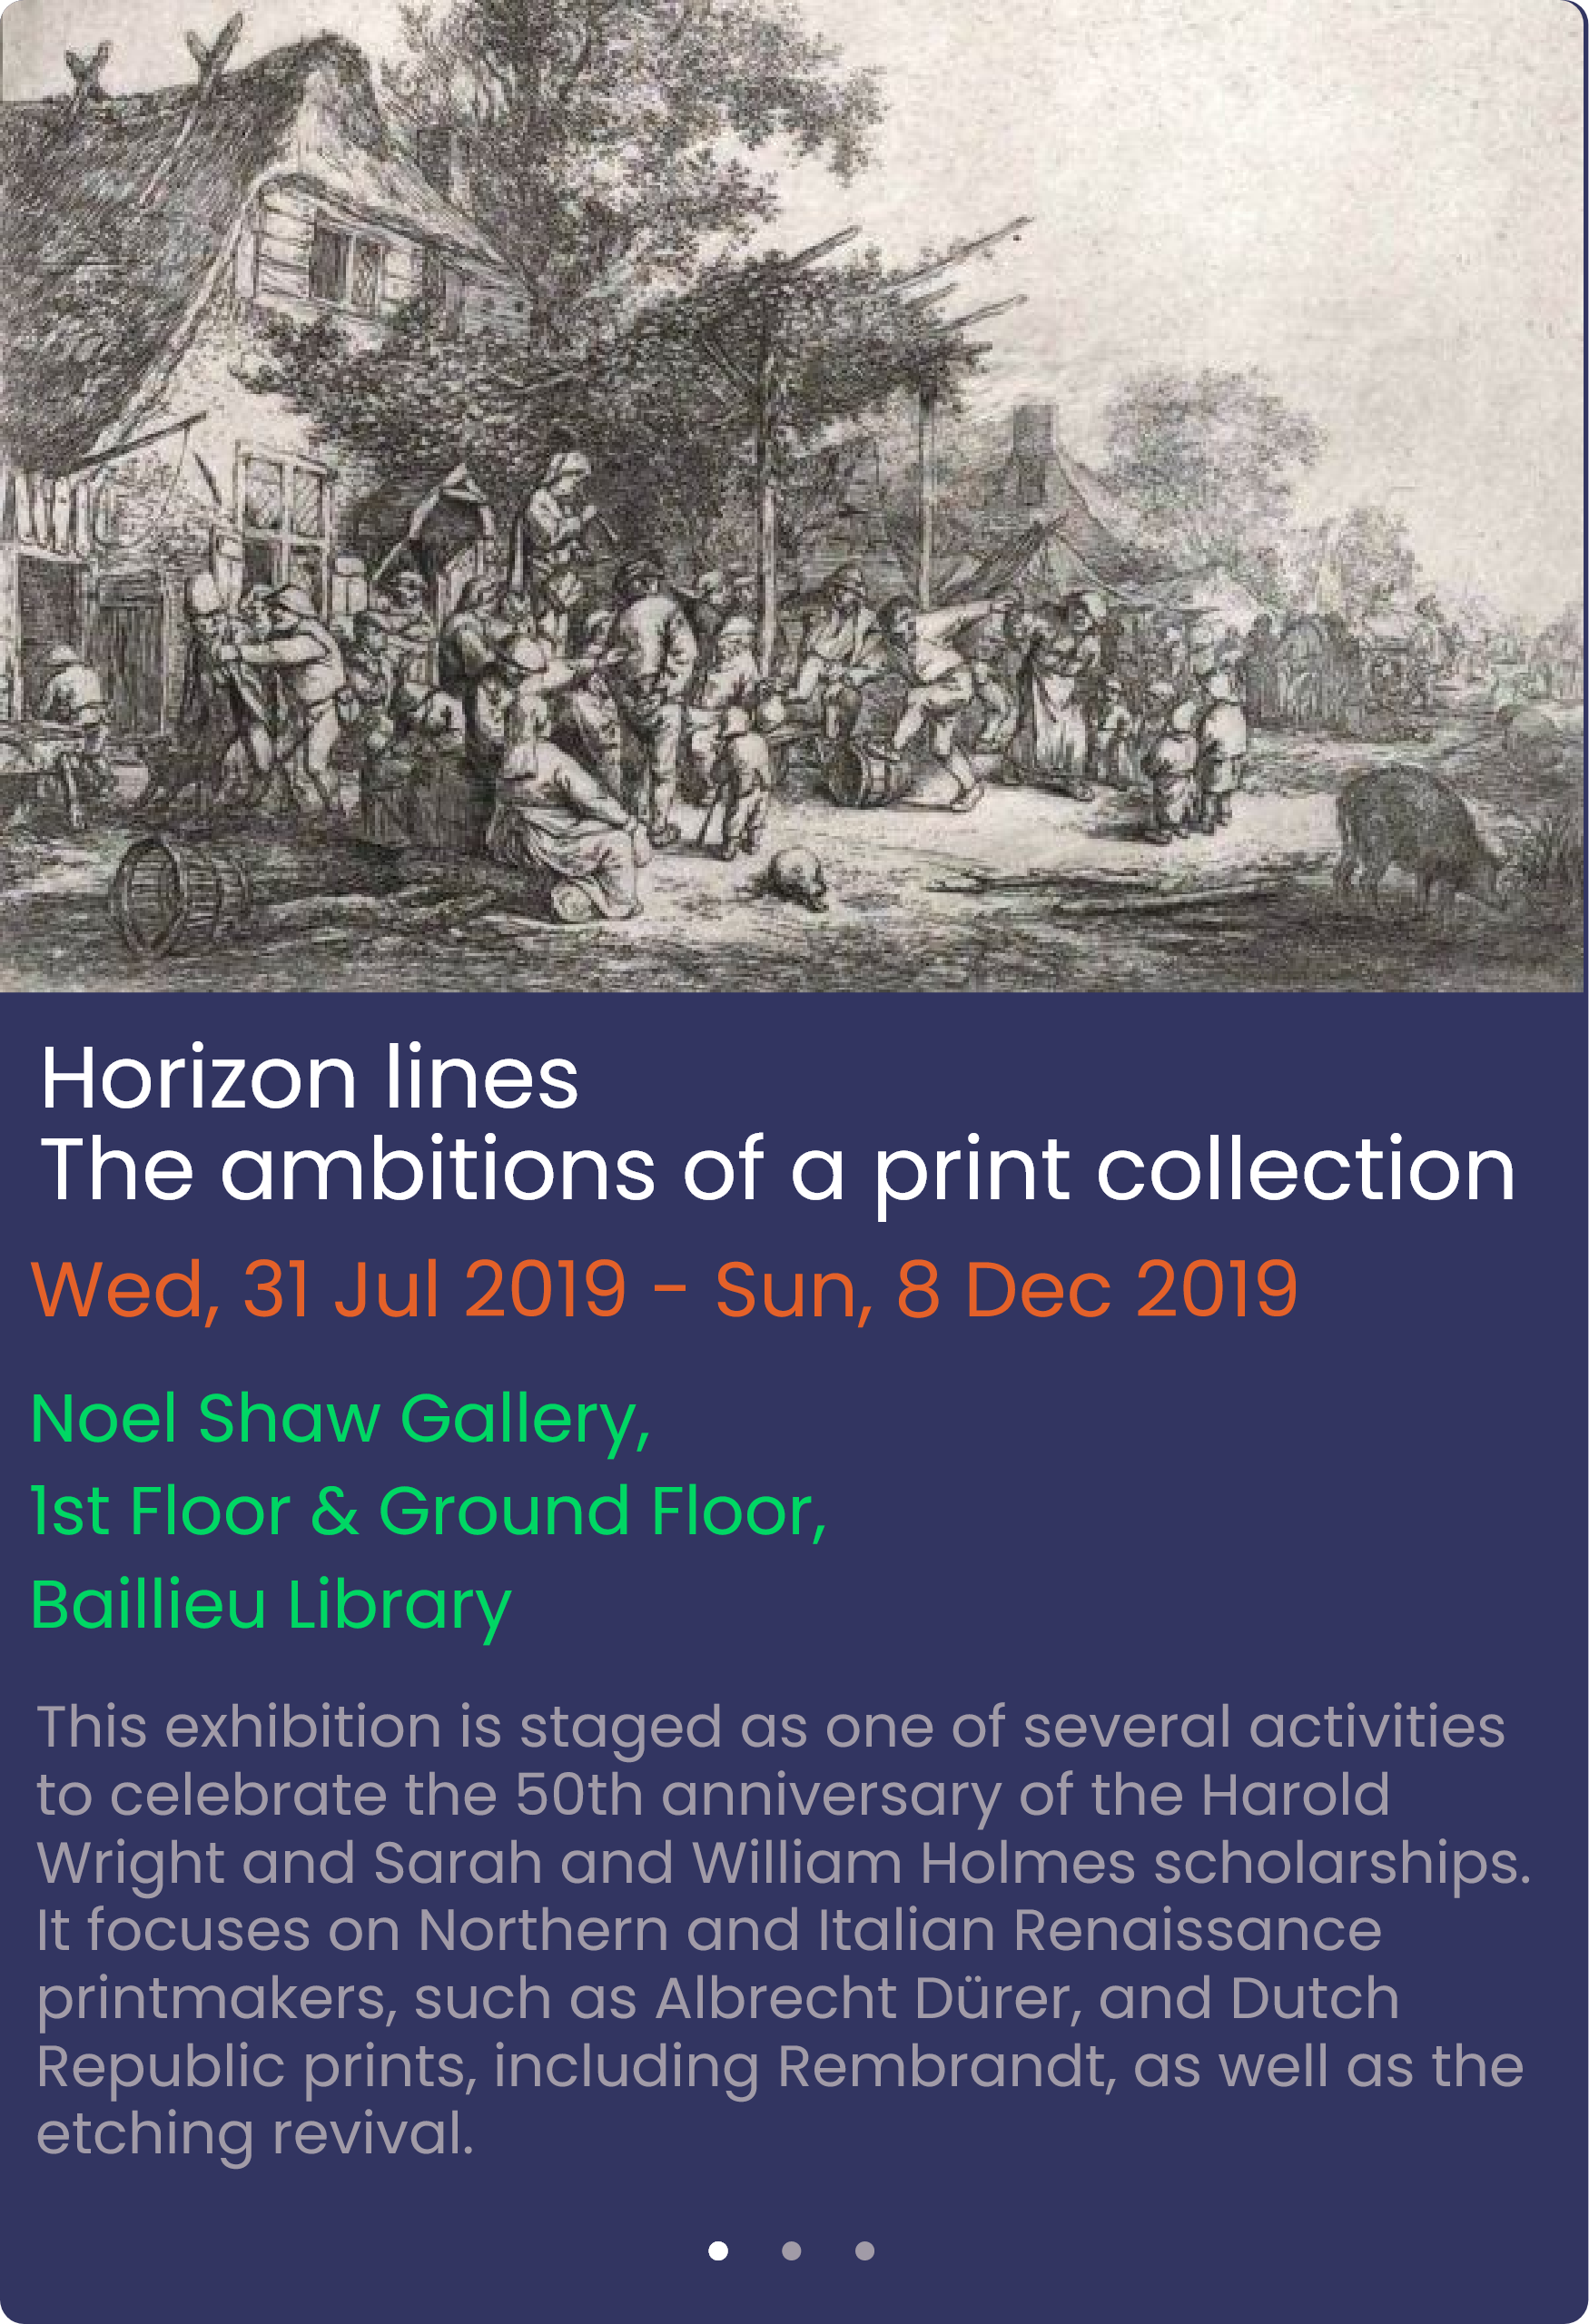 Horizon lines
The ambitions of a print collection
Wed, 31 Jul 2019 - Sun, 8 Dec 2019
Noel Shaw Gallery,
1st Floor & Ground Floor,
Baillieu Library
This exhibition is staged as one of several activities
to celebrate the 50th anniversary of the Harold
Wright and Sarah and William Holmes scholarships.
It focuses on Northern and Italian Renaissance
printmakers, such as Albrecht Dürer, and Dutch
Republic prints, including Rembrandt, as well as the
etching revival.